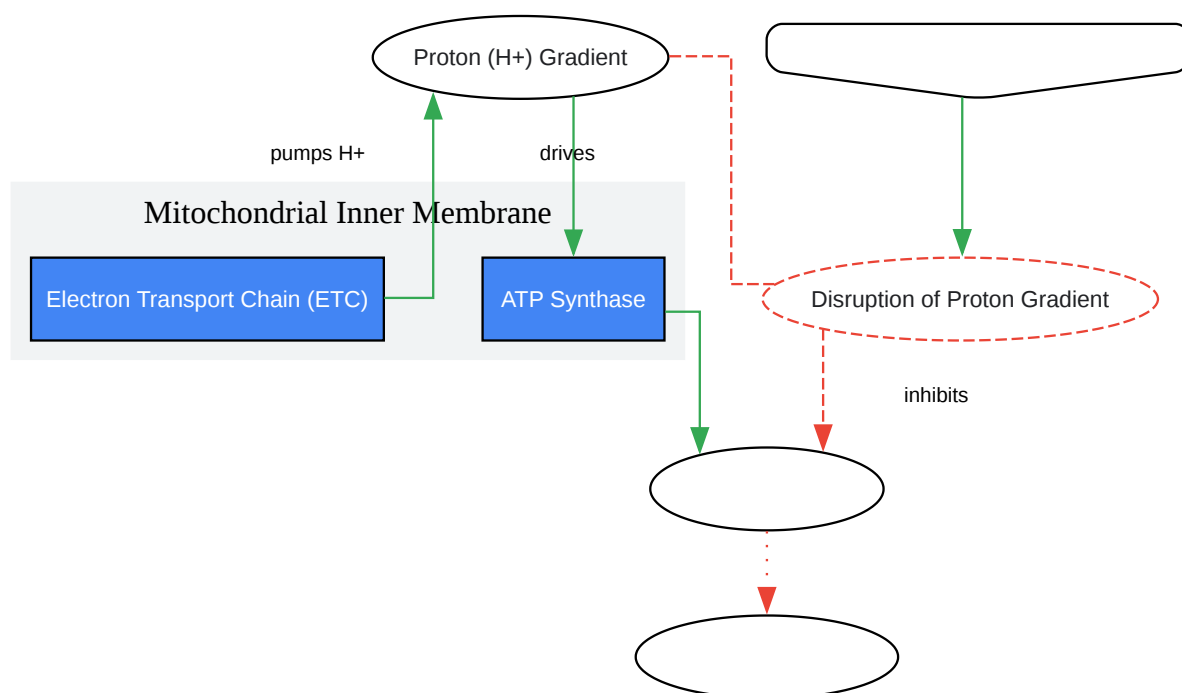 Proton (H+) Gradient
pumps H+
drives
Mitochondrial Inner Membrane
Electron Transport Chain (ETC)
ATP Synthase
Disruption of Proton Gradient
inhibits